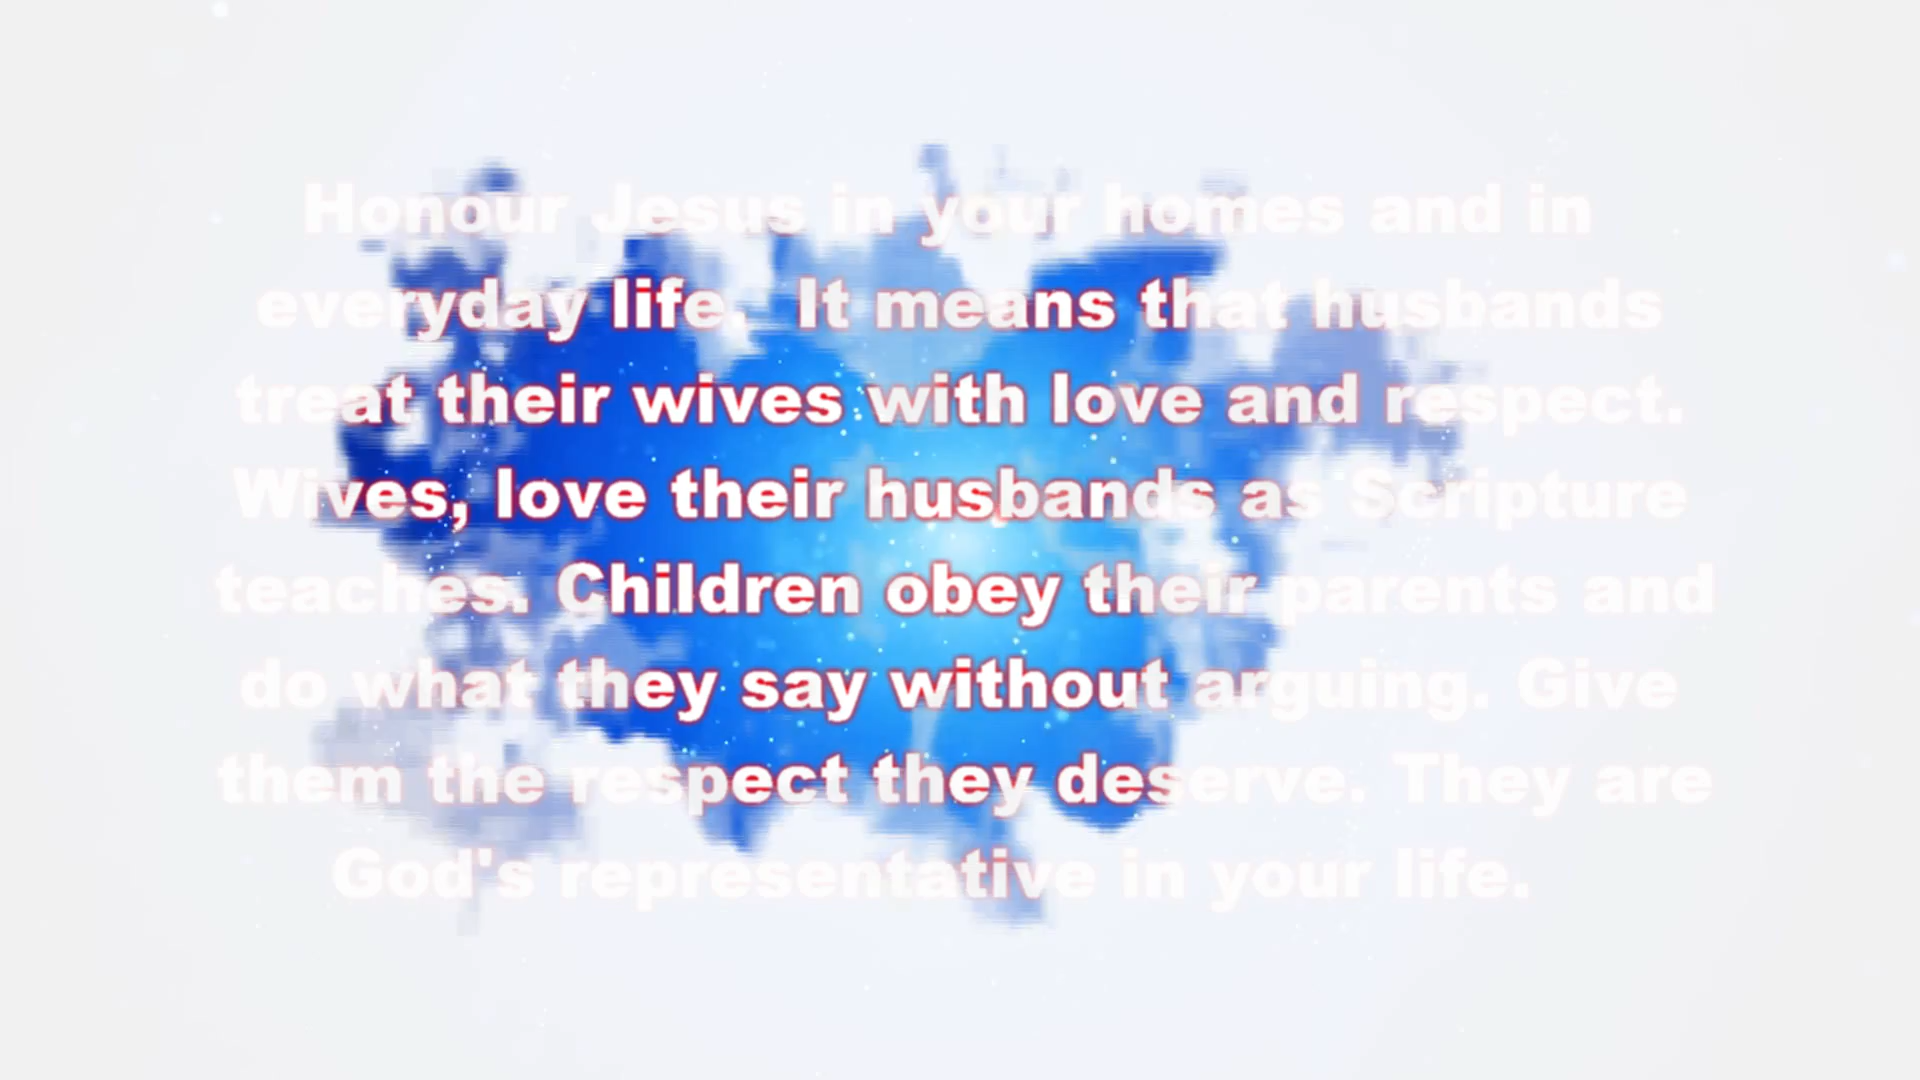 Honour Jesus in your homes and in
everyday life.  It means that husbands
treat their wives with love and respect.
Wives, love their husbands as Scripture
teaches. Children obey their parents and
do what they say without arguing. Give
them the respect they deserve. They are
God's representative in your life.